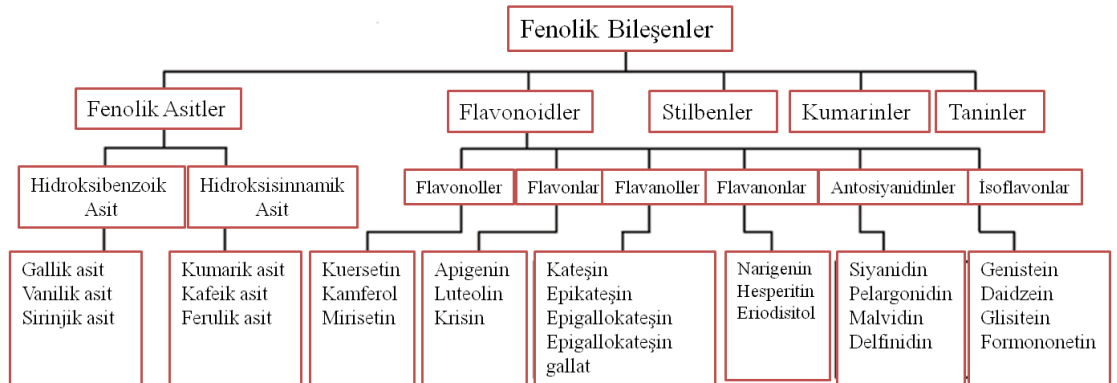 Fenolik Bileşenler
Fenolik Asitler
Flavonoidler
Stilbenler
Kumarinler
Taninler
Hidroksibenzoik
Asit
Hidroksisinnamik
Asit
Flavonoller
Flavonlar
Flavanoller
Flavanonlar
Antosiyanidinler
İsoflavonlar
Gallik asit
Vanilik asit
Sirinjik asit
Kumarik asit
Kafeik asit
Ferulik asit
Kuersetin
Kamferol
Mirisetin
Apigenin
Luteolin
Krisin
Kateşin
Epikateşin
Epigallokateşin
Epigallokateşin
gallat
Narigenin
Hesperitin
Eriodisitol
Siyanidin
Pelargonidin
Malvidin
Delfinidin
Genistein
Daidzein
Glisitein
Formononetin